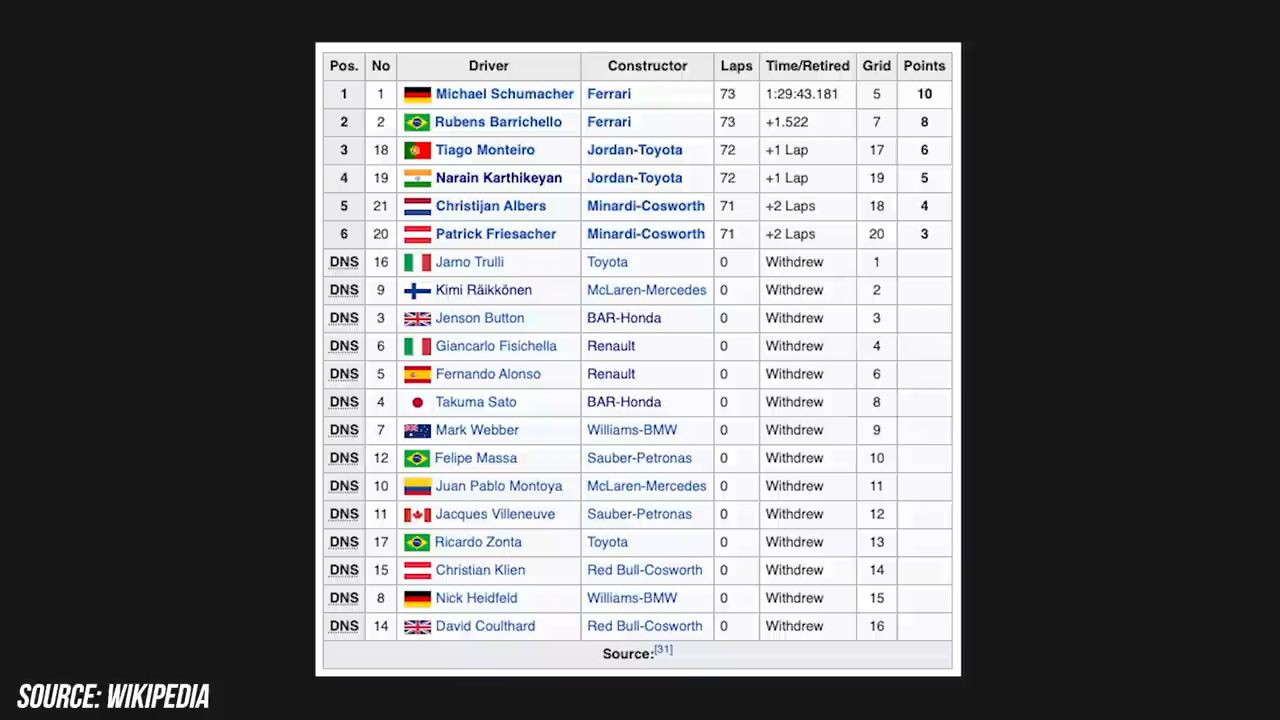 Pos. No Driver Constructor Laps Time/Retired Grid Points
1 1 Michael Schumacher Ferrari 73 1:29:43.181 5 10
2 2 Rubens Barrichello Ferrari 73 +1.522 7 8
3 18 Tiago Monteiro Jordan-Toyota 72 +1 Lap 17 6
4 19 Narain Karthikeyan Jordan-Toyota 72 +1 Lap 19 5
5 21 Christijan Albers Minardi-Cosworth 71 +2 Laps 18 4
6 20 Patrick Friesacher Minardi-Cosworth 71 +2 Laps 20 3
DNS 16 Jarno Trulli Toyota 0 Withdrew 1
DNS 9 Kimi Räikkönen McLaren-Mercedes 0 Withdrew 2
DNS 3 Jenson Button BAR-Honda 0 Withdrew 3
DNS 6 Giancarlo Fisichella Renault 0 Withdrew 4
DNS 5 Fernando Alonso Renault 0 Withdrew 6
DNS 4 Takuma Sato BAR-Honda 0 Withdrew 8
DNS 7 Mark Webber Williams-BMW 0 Withdrew 9
DNS 12 Felipe Massa Sauber-Petronas 0 Withdrew 10
DNS 10 Juan Pablo Montoya McLaren-Mercedes 0 Withdrew 11
DNS 11 Jacques Villeneuve Sauber-Petronas 0 Withdrew 12
DNS 17 Ricardo Zonta Toyota 0 Withdrew 13
DNS 15 Christian Klien Red Bull-Cosworth 0 Withdrew 14
DNS 8 Nick Heidfeld Williams-BMW 0 Withdrew 15
DNS 14 David Coulthard Red Bull-Cosworth 0 Withdrew 16
Source:[31]
SOURCE: WIKIPEDIA